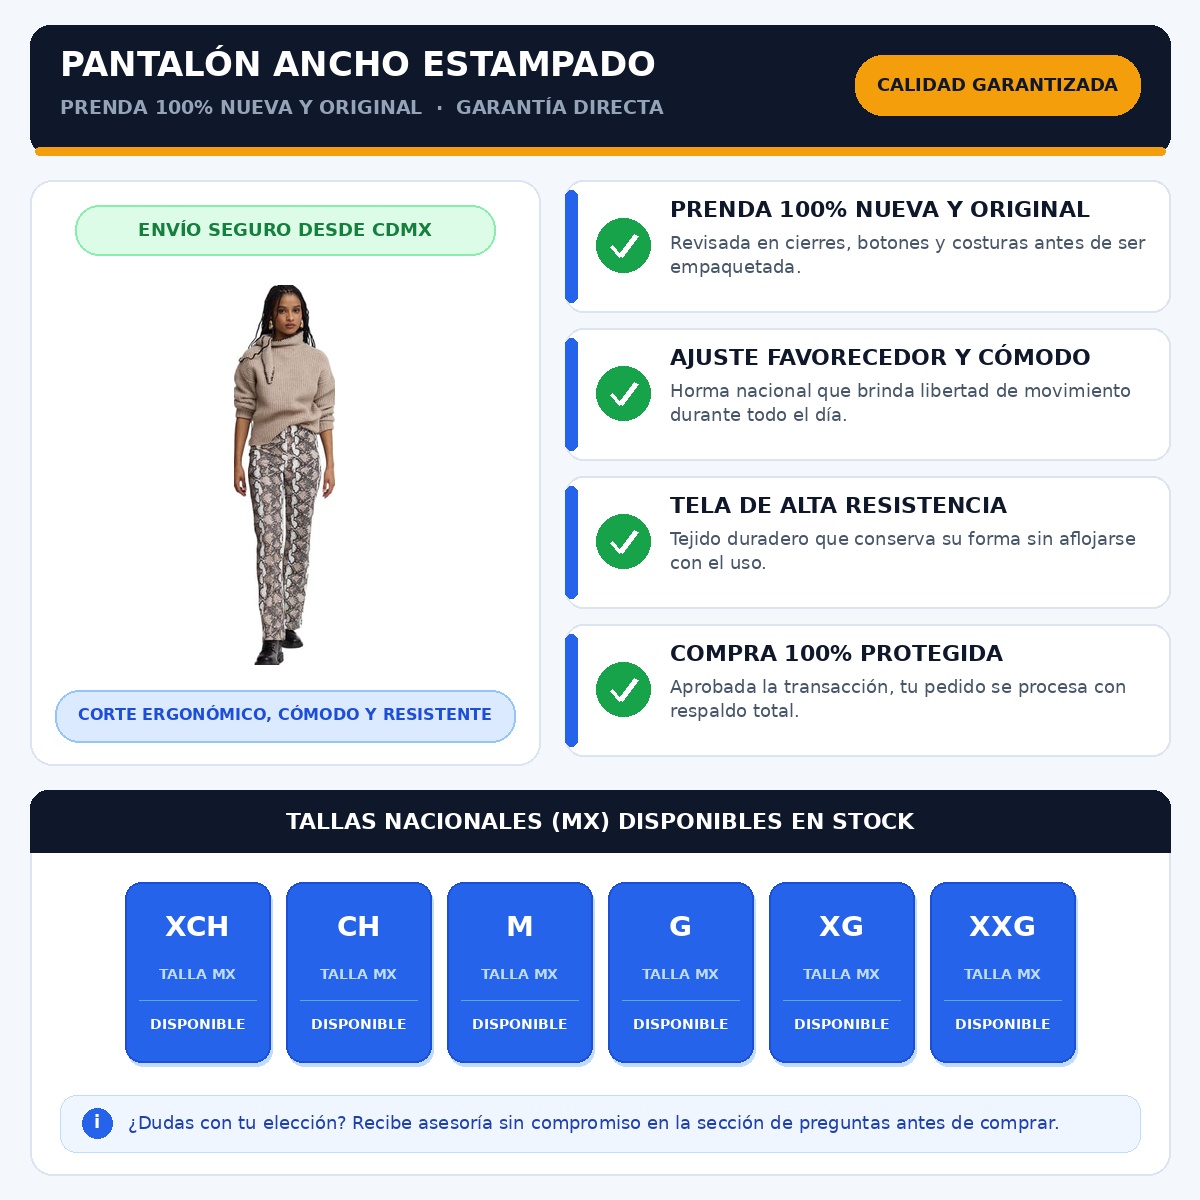 PANTALÓN ANCHO ESTAMPADO
PRENDA 100% NUEVA Y ORIGINAL · GARANTÍA DIRECTA
CALIDAD GARANTIZADA
ENVÍO SEGURO DESDE CDMX
CORTE ERGONÓMICO, CÓMODO Y RESISTENTE
PRENDA 100% NUEVA Y ORIGINAL
Revisada en cierres, botones y costuras antes de ser
empaquetada.
AJUSTE FAVORECEDOR Y CÓMODO
Horma nacional que brinda libertad de movimiento
durante todo el día.
TELA DE ALTA RESISTENCIA
Tejido duradero que conserva su forma sin aflojarse
con el uso.
COMPRA 100% PROTEGIDA
Aprobada la transacción, tu pedido se procesa con
respaldo total.
TALLAS NACIONALES (MX) DISPONIBLES EN STOCK
XCH
TALLA MX
DISPONIBLE
CH
TALLA MX
DISPONIBLE
M
TALLA MX
DISPONIBLE
G
TALLA MX
DISPONIBLE
XG
TALLA MX
DISPONIBLE
XXG
TALLA MX
DISPONIBLE
i
¿Dudas con tu elección? Recibe asesoría sin compromiso en la sección de preguntas antes de comprar.